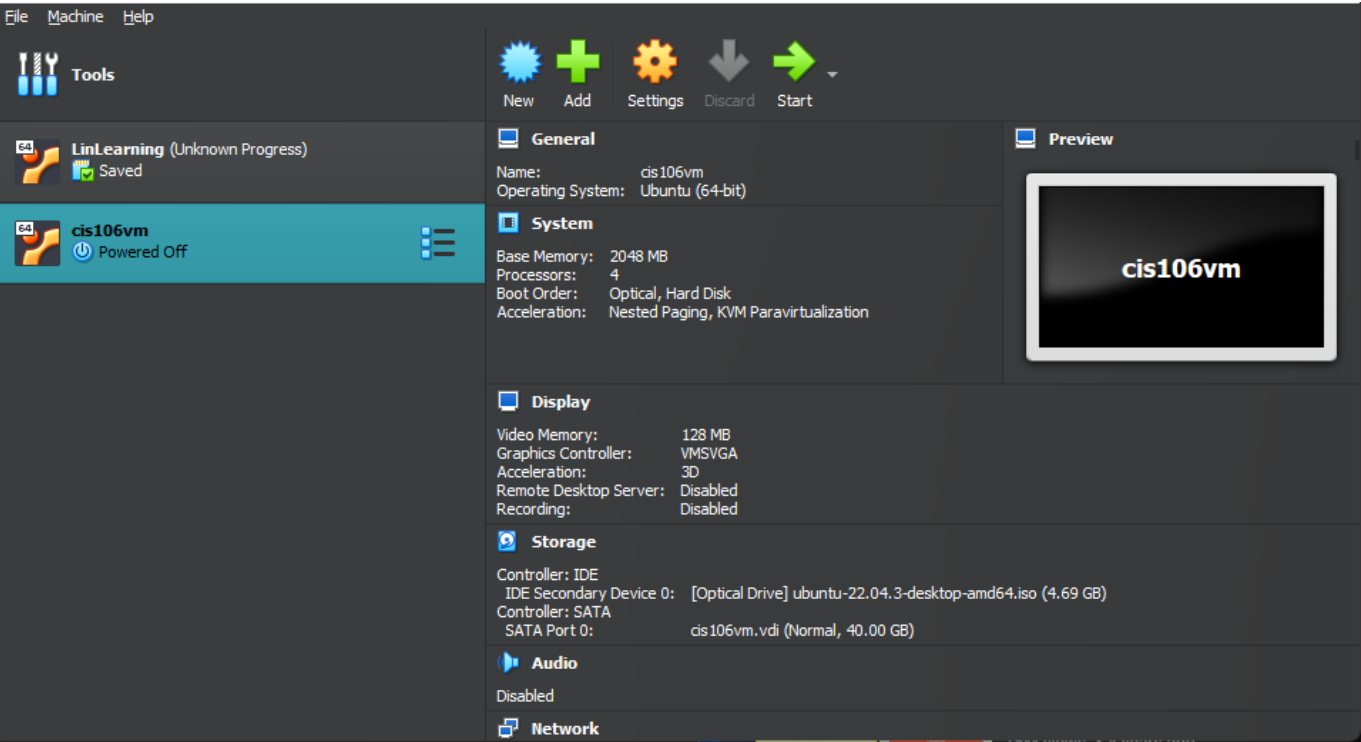 File Machine Help
Tools
New Add Settings Discard Start
64
LinLearning (Unknown Progress)
Saved
64
cis106vm
Powered Off
General
Name: cis106vm
Operating System: Ubuntu (64-bit)
System
Base Memory: 2048 MB
Processors: 4
Boot Order: Optical, Hard Disk
Acceleration: Nested Paging, KVM Paravirtualization
Preview
cis106vm
Display
Video Memory: 128 MB
Graphics Controller: VMSVGA
Acceleration: 3D
Remote Desktop Server: Disabled
Recording: Disabled
Storage
Controller: IDE
IDE Secondary Device 0: [Optical Drive] ubuntu-22.04.3-desktop-amd64.iso (4.69 GB)
Controller: SATA
SATA Port 0: cis106vm.vdi (Normal, 40.00 GB)
Audio
Disabled
Network